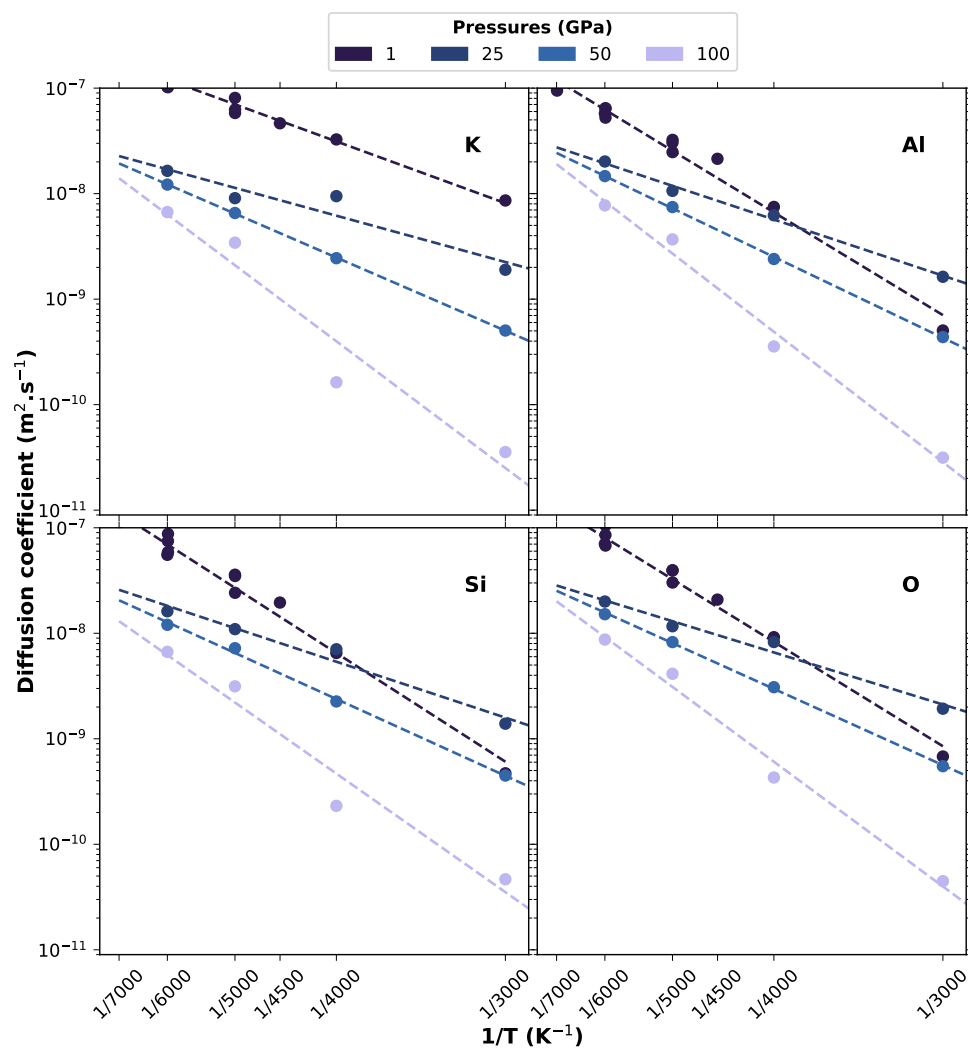 Pressures (GPa)
1 25 50 100
10⁻⁷
10⁻⁸
10⁻⁹
10⁻¹⁰
10⁻¹¹
K
Al
10⁻⁷
10⁻⁸
10⁻⁹
10⁻¹⁰
10⁻¹¹
Si
O
Diffusion coefficient (m².s⁻¹)
1/7000 1/6000 1/5000 1/4500 1/4000 1/3000
1/7000 1/6000 1/5000 1/4500 1/4000 1/3000
1/T (K⁻¹)